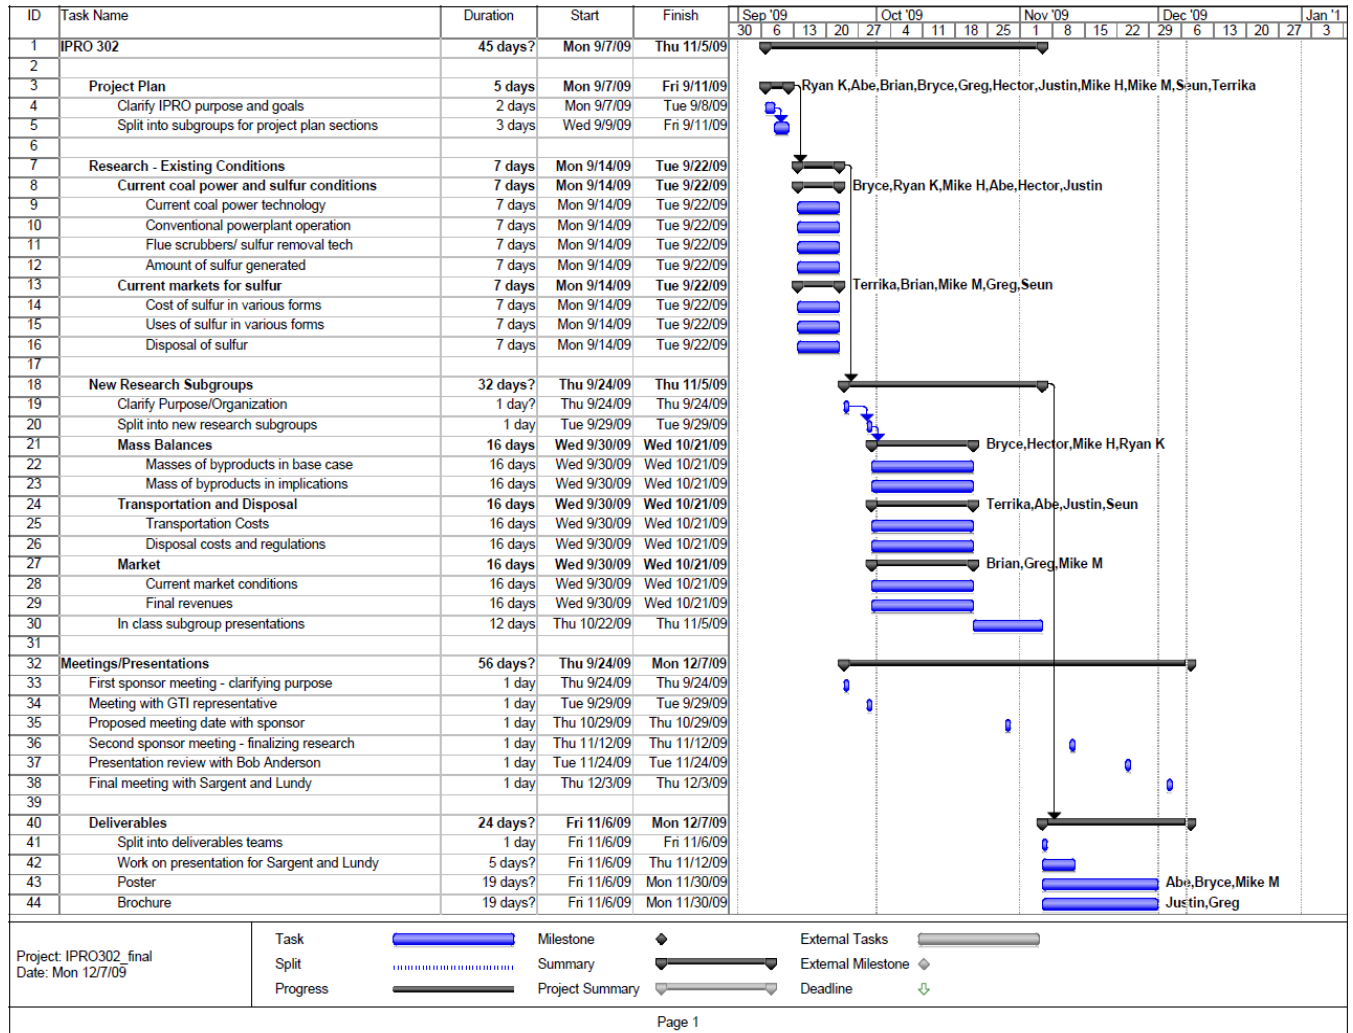 ID Task Name Duration Start Finish Sep '09 Oct '09 Nov '09 Dec '09 Jan '1
30 6 13 20 27 4 11 18 25 1 8 15 22 29 6 13 20 27 3
1 IPRO 302 45 days? Mon 9/7/09 Thu 11/5/09
2
3 Project Plan 5 days Mon 9/7/09 Fri 9/11/09 Ryan K,Abe,Brian,Bryce,Greg,Hector,Justin,Mike H,Mike M,Seun,Terrika
4 Clarify IPRO purpose and goals 2 days Mon 9/7/09 Tue 9/8/09
5 Split into subgroups for project plan sections 3 days Wed 9/9/09 Fri 9/11/09
6
7 Research - Existing Conditions 7 days Mon 9/14/09 Tue 9/22/09
8 Current coal power and sulfur conditions 7 days Mon 9/14/09 Tue 9/22/09 Bryce,Ryan K,Mike H,Abe,Hector,Justin
9 Current coal power technology 7 days Mon 9/14/09 Tue 9/22/09
10 Conventional powerplant operation 7 days Mon 9/14/09 Tue 9/22/09
11 Flue scrubbers/ sulfur removal tech 7 days Mon 9/14/09 Tue 9/22/09
12 Amount of sulfur generated 7 days Mon 9/14/09 Tue 9/22/09
13 Current markets for sulfur 7 days Mon 9/14/09 Tue 9/22/09 Terrika,Brian,Mike M,Greg,Seun
14 Cost of sulfur in various forms 7 days Mon 9/14/09 Tue 9/22/09
15 Uses of sulfur in various forms 7 days Mon 9/14/09 Tue 9/22/09
16 Disposal of sulfur 7 days Mon 9/14/09 Tue 9/22/09
17
18 New Research Subgroups 32 days? Thu 9/24/09 Thu 11/5/09
19 Clarify Purpose/Organization 1 day? Thu 9/24/09 Thu 9/24/09
20 Split into new research subgroups 1 day Tue 9/29/09 Tue 9/29/09
21 Mass Balances 16 days Wed 9/30/09 Wed 10/21/09 Bryce,Hector,Mike H,Ryan K
22 Masses of byproducts in base case 16 days Wed 9/30/09 Wed 10/21/09
23 Mass of byproducts in implications 16 days Wed 9/30/09 Wed 10/21/09
24 Transportation and Disposal 16 days Wed 9/30/09 Wed 10/21/09 Terrika,Abe,Justin,Seun
25 Transportation Costs 16 days Wed 9/30/09 Wed 10/21/09
26 Disposal costs and regulations 16 days Wed 9/30/09 Wed 10/21/09
27 Market 16 days Wed 9/30/09 Wed 10/21/09 Brian,Greg,Mike M
28 Current market conditions 16 days Wed 9/30/09 Wed 10/21/09
29 Final revenues 16 days Wed 9/30/09 Wed 10/21/09
30 In class subgroup presentations 12 days Thu 10/22/09 Thu 11/5/09
31
32 Meetings/Presentations 56 days? Thu 9/24/09 Mon 12/7/09
33 First sponsor meeting - clarifying purpose 1 day Thu 9/24/09 Thu 9/24/09
34 Meeting with GTI representative 1 day Tue 9/29/09 Tue 9/29/09
35 Proposed meeting date with sponsor 1 day Thu 10/29/09 Thu 10/29/09
36 Second sponsor meeting - finalizing research 1 day Thu 11/12/09 Thu 11/12/09
37 Presentation review with Bob Anderson 1 day Tue 11/24/09 Tue 11/24/09
38 Final meeting with Sargent and Lundy 1 day Thu 12/3/09 Thu 12/3/09
39
40 Deliverables 24 days? Fri 11/6/09 Mon 12/7/09
41 Split into deliverables teams 1 day Fri 11/6/09 Fri 11/6/09
42 Work on presentation for Sargent and Lundy 5 days? Fri 11/6/09 Thu 11/12/09
43 Poster 19 days? Fri 11/6/09 Mon 11/30/09 Abe,Bryce,Mike M
44 Brochure 19 days? Fri 11/6/09 Mon 11/30/09 Justin,Greg
Project: IPRO302_final
Date: Mon 12/7/09
Task Milestone External Tasks
Split Summary External Milestone
Progress Project Summary Deadline
Page 1